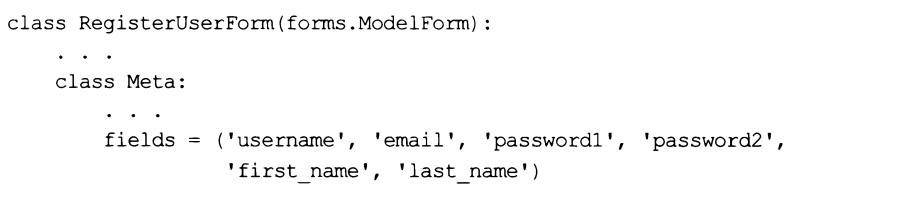 class RegisterUserForm(forms.ModelForm):
. . .
class Meta:
. . .
fields = ('username', 'email', 'password1', 'password2',
'first_name', 'last_name')